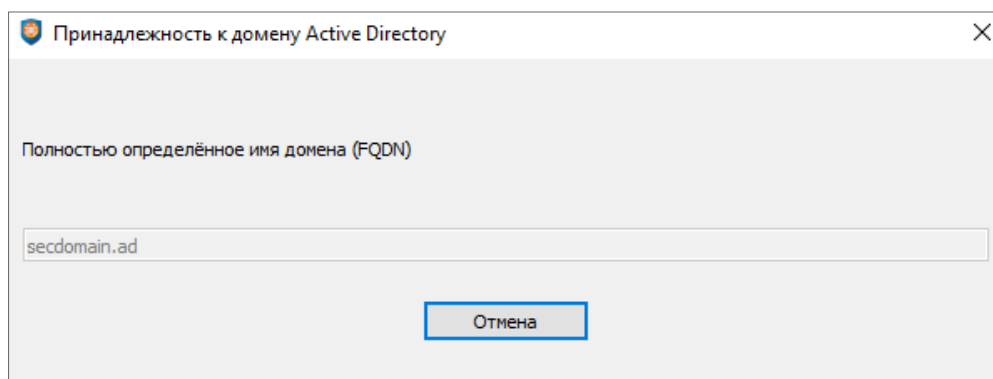 Принадлежность к домену Active Directory
Полностью определённое имя домена (FQDN)
secdomain.ad
Отмена